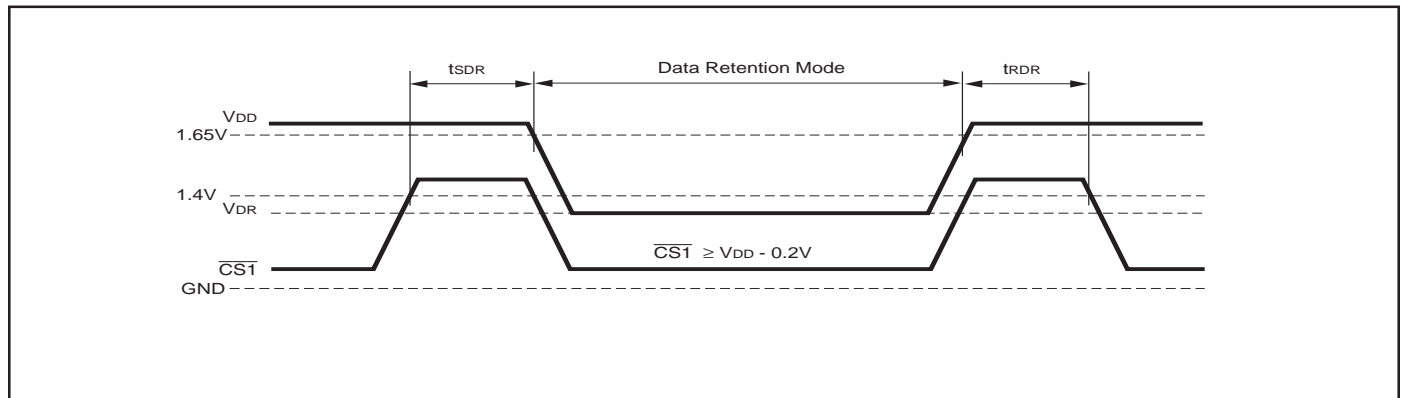 tSDR Data Retention Mode tRDR
VDD
1.65V
1.4V
VDR
CS1 ≥ VDD - 0.2V
CS1
GND